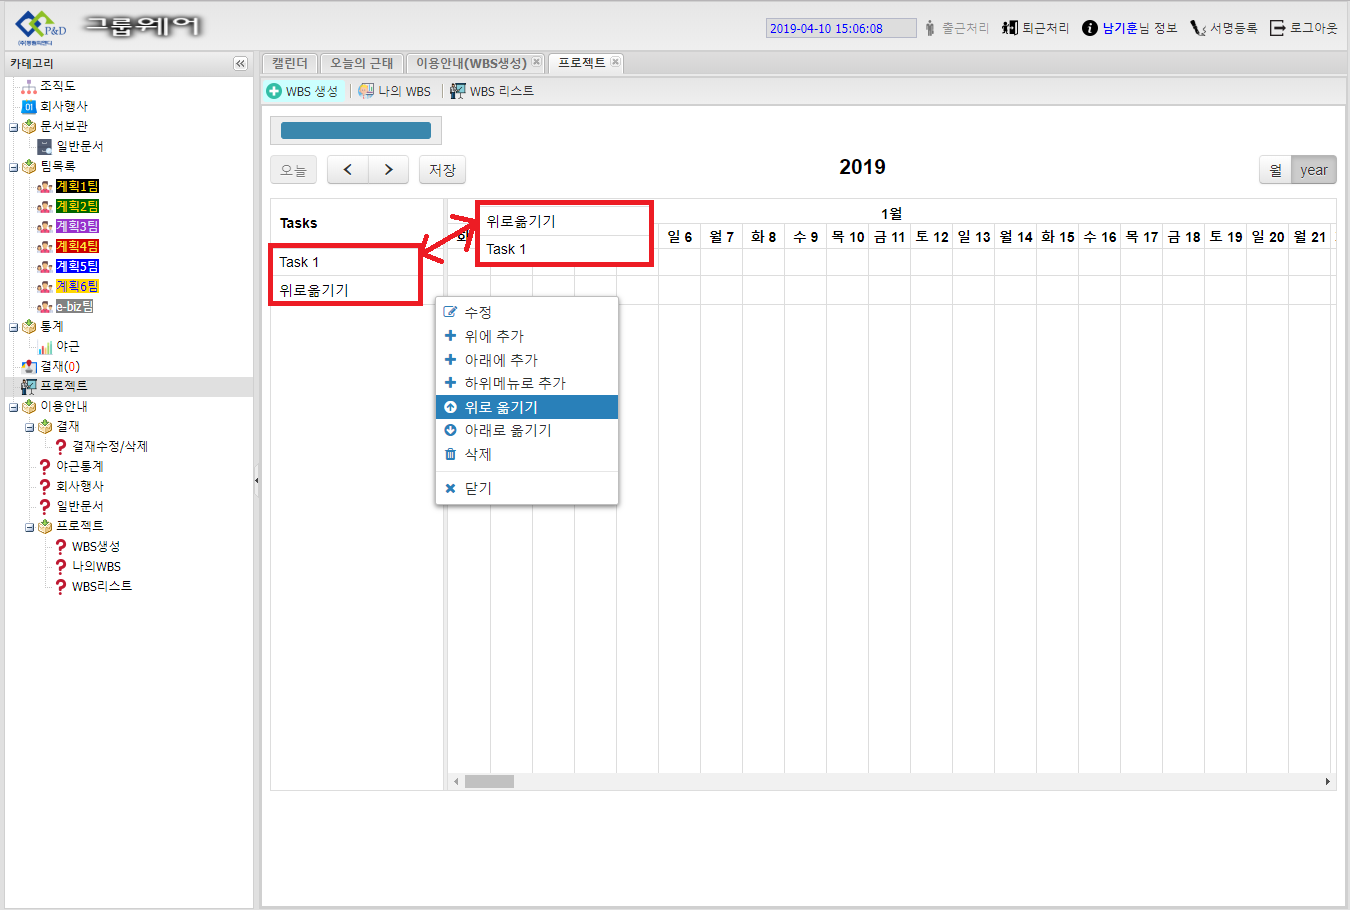 P&D
그룹웨어
2019-04-10 15:06:08
출근처리
퇴근처리
남기훈님 정보
서명등록
로그아웃
카테고리
조직도
회사행사
문서보관
일반문서
팀목록
계획1팀
계획2팀
계획3팀
계획4팀
계획5팀
계획6팀
e-biz팀
통계
야근
결재(0)
프로젝트
이용안내
결재
결재수정/삭제
야근통계
회사행사
일반문서
프로젝트
WBS생성
나의WBS
WBS리스트
캘린더
오늘의 근태
이용안내(WBS생성)
프로젝트
WBS 생성
나의 WBS
WBS 리스트
오늘
저장
2019
월
year
Tasks
1월
일 6 월 7 화 8 수 9 목 10 금 11 토 12 일 13 월 14 화 15 수 16 목 17 금 18 토 19 일 20 월 21
위로옮기기
Task 1
Task 1
위로옮기기
수정
위에 추가
아래에 추가
하위메뉴로 추가
위로 옮기기
아래로 옮기기
삭제
닫기